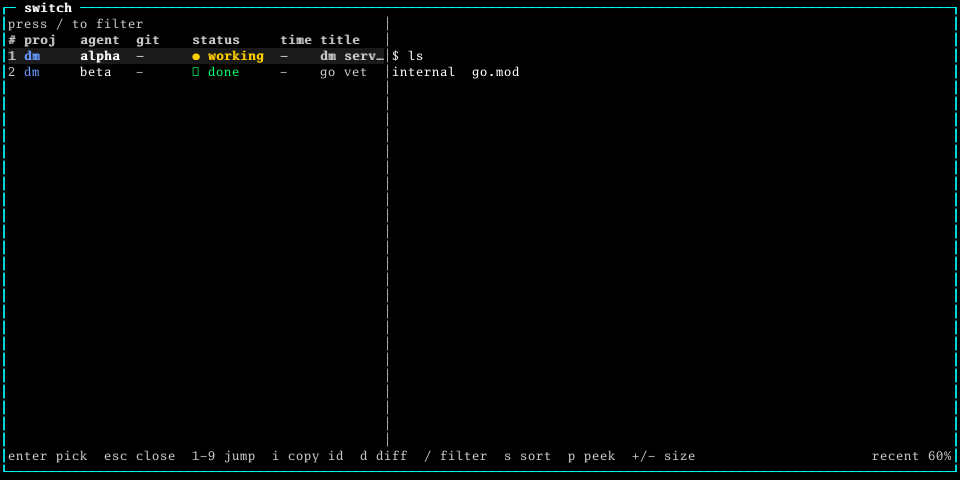 switch
press / to filter
# proj agent git status time title
1 dm alpha – ● working – dm serv… $ ls
2 dm beta – done – go vet internal go.mod
enter pick esc close 1–9 jump i copy id d diff / filter s sort p peek +/– size recent 60%